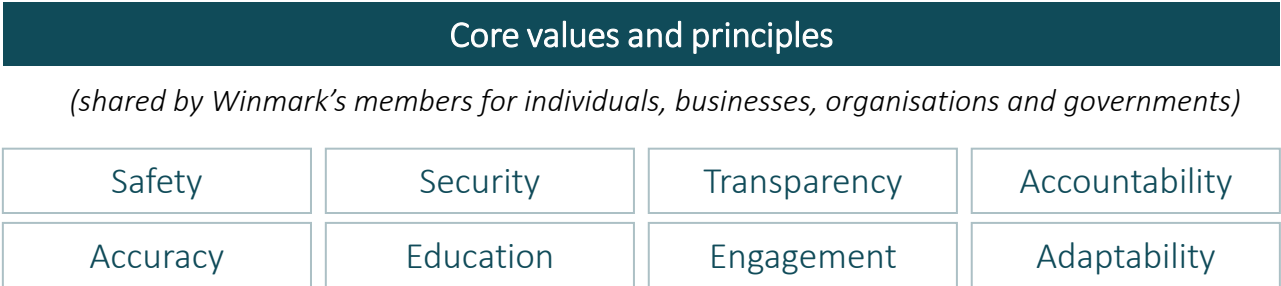 Core values and principles
(shared by Winmark’s members for individuals, businesses, organisations and governments)
Safety Security Transparency Accountability
Accuracy Education Engagement Adaptability